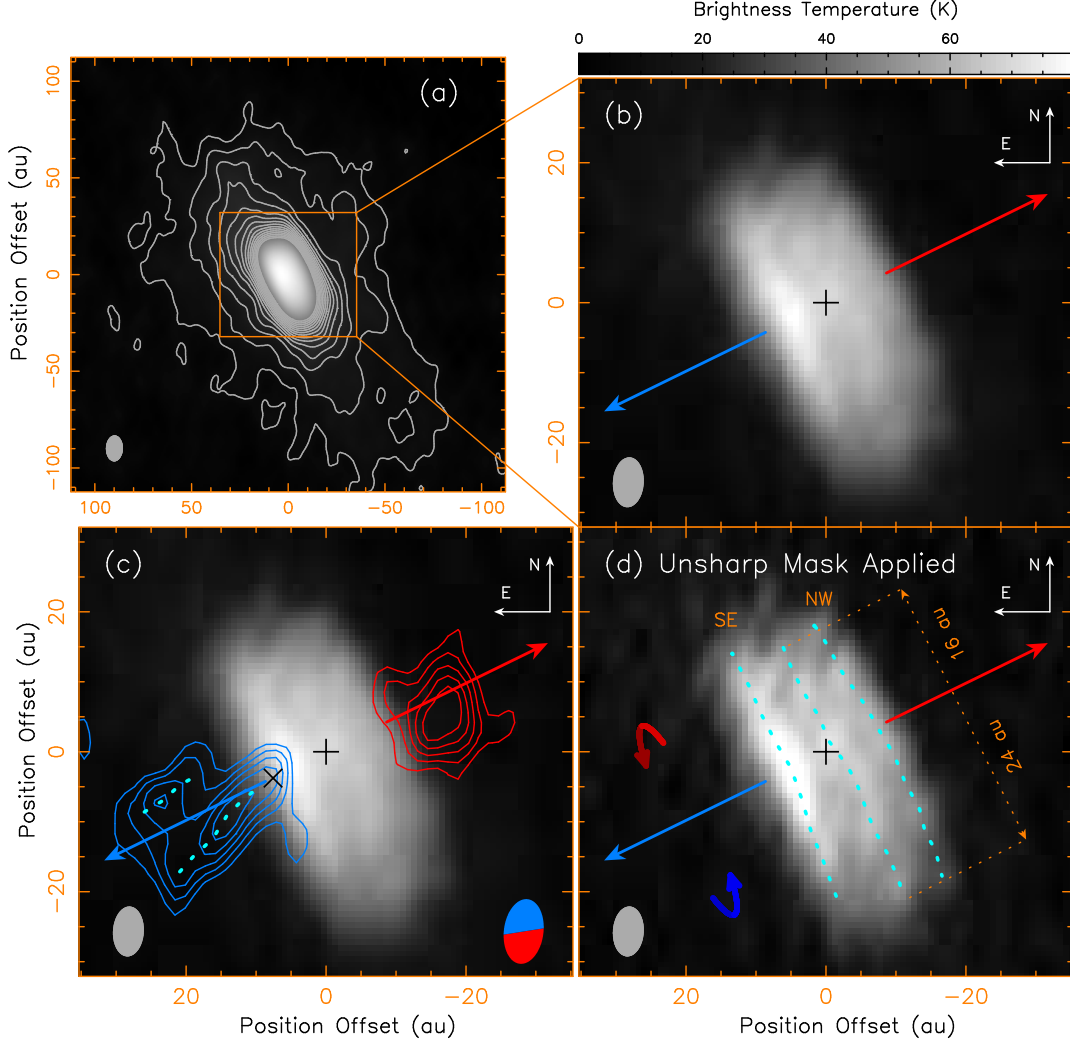 Brightness Temperature (K)
0 20 40 60
(a)
100
50
0
−50
−100
Position Offset (au)
100 50 0 −50 −100
(b)
N
E
20
0
−20
(c)
N
E
20
0
−20
Position Offset (au)
20 0 −20
Position Offset (au)
(d) Unsharp Mask Applied
N
E
SE
NW
16 au
24 au
20 0 −20
Position Offset (au)